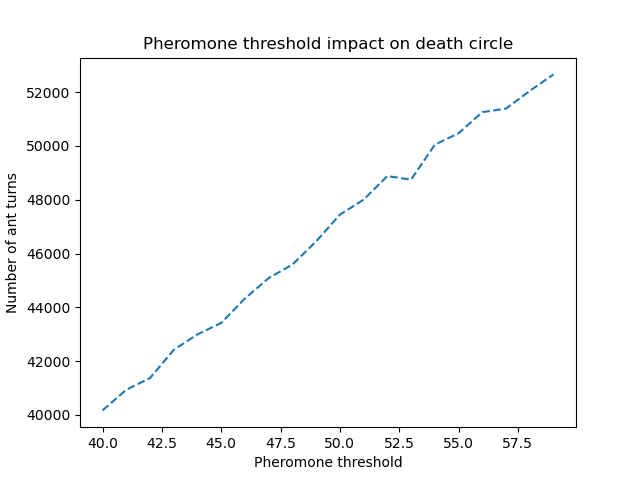 Pheromone threshold impact on death circle
52000
50000
48000
46000
44000
42000
40000
Number of ant turns
40.0 42.5 45.0 47.5 50.0 52.5 55.0 57.5
Pheromone threshold